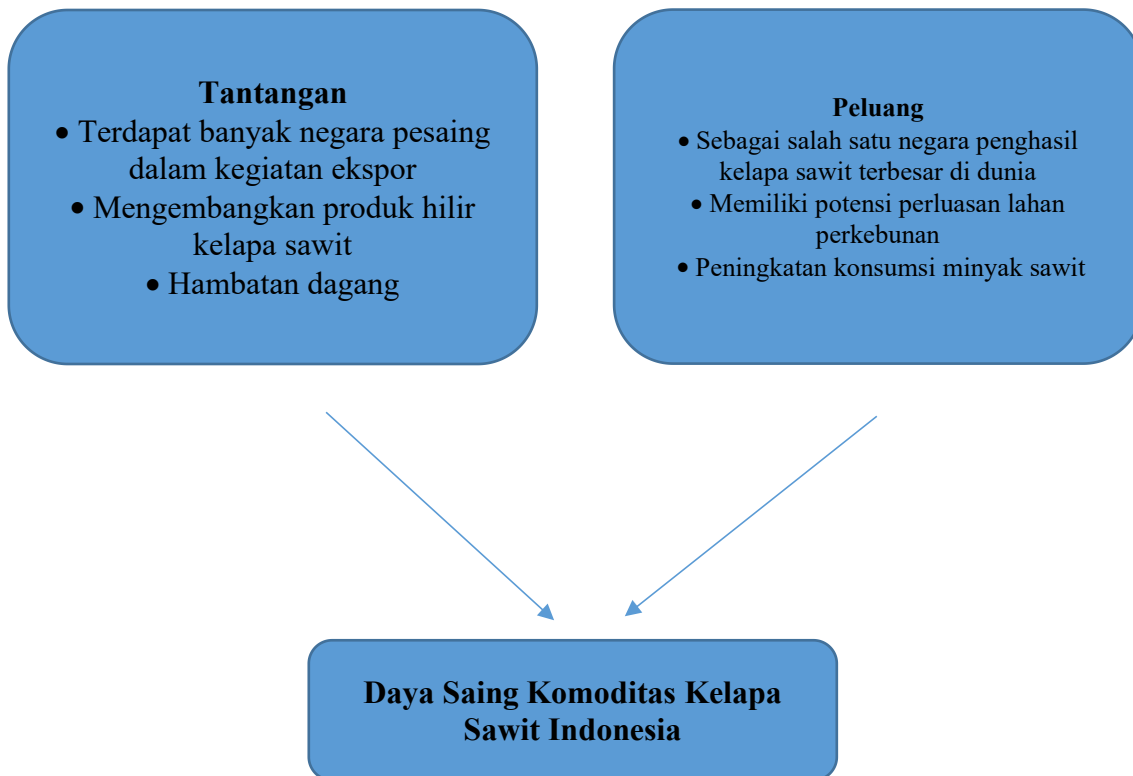 Tantangan
• Terdapat banyak negara pesaing
dalam kegiatan ekspor
• Mengembangkan produk hilir
kelapa sawit
• Hambatan dagang
Peluang
• Sebagai salah satu negara penghasil
kelapa sawit terbesar di dunia
• Memiliki potensi perluasan lahan
perkebunan
• Peningkatan konsumsi minyak sawit
Daya Saing Komoditas Kelapa
Sawit Indonesia